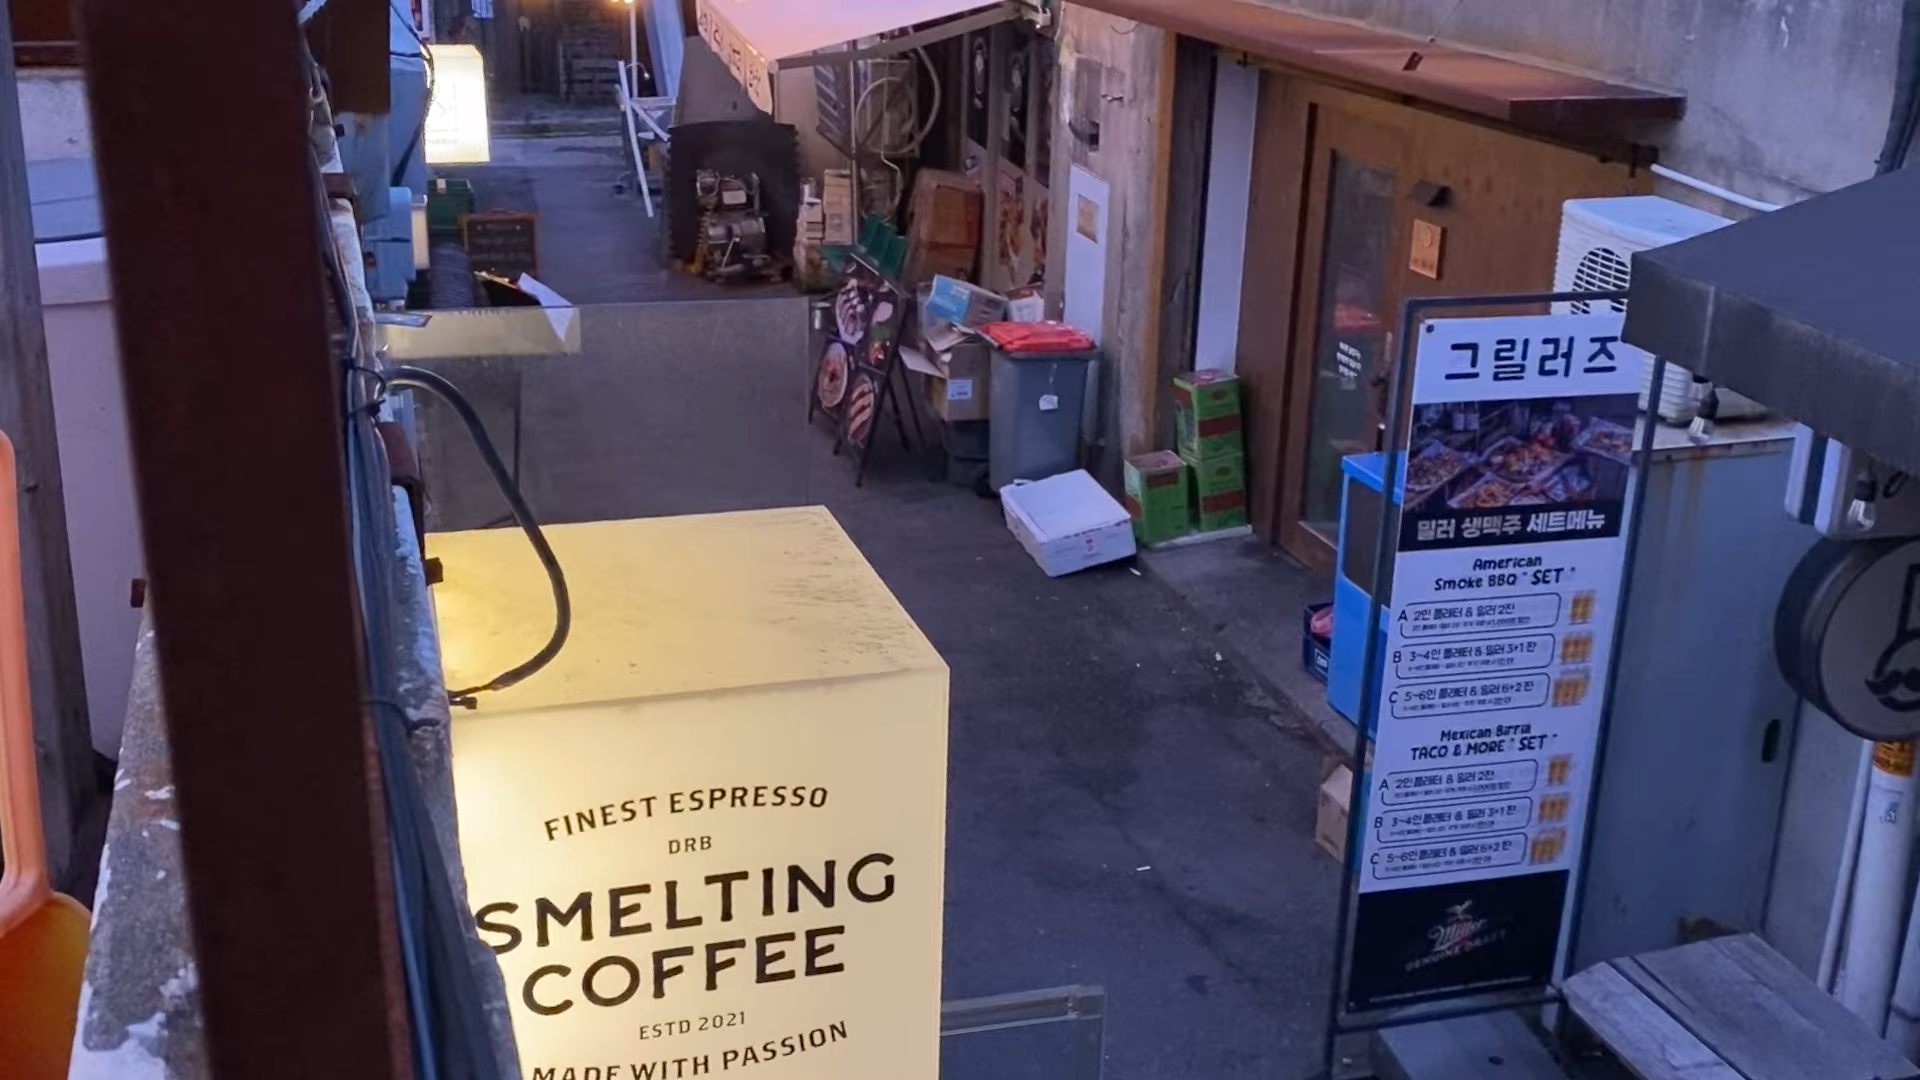 FINEST ESPRESSO
DRB
SMELTING
COFFEE
ESTD 2021
MADE WITH PASSION
그릴러즈
밀러 생맥주 세트메뉴
American
Smoke BBQ "SET"
A 2인 플래터 & 밀러 2잔
B 3~4인 플래터 & 밀러 3+1 잔
C 5~6인 플래터 & 밀러 6+2 잔
Mexican Birria
TACO & MORE "SET"
A 2인 플래터 & 밀러 2잔
B 3~4인 플래터 & 밀러 3+1 잔
C 5~6인 플래터 & 밀러 6+2 잔
Miller
GENUINE DRAFT